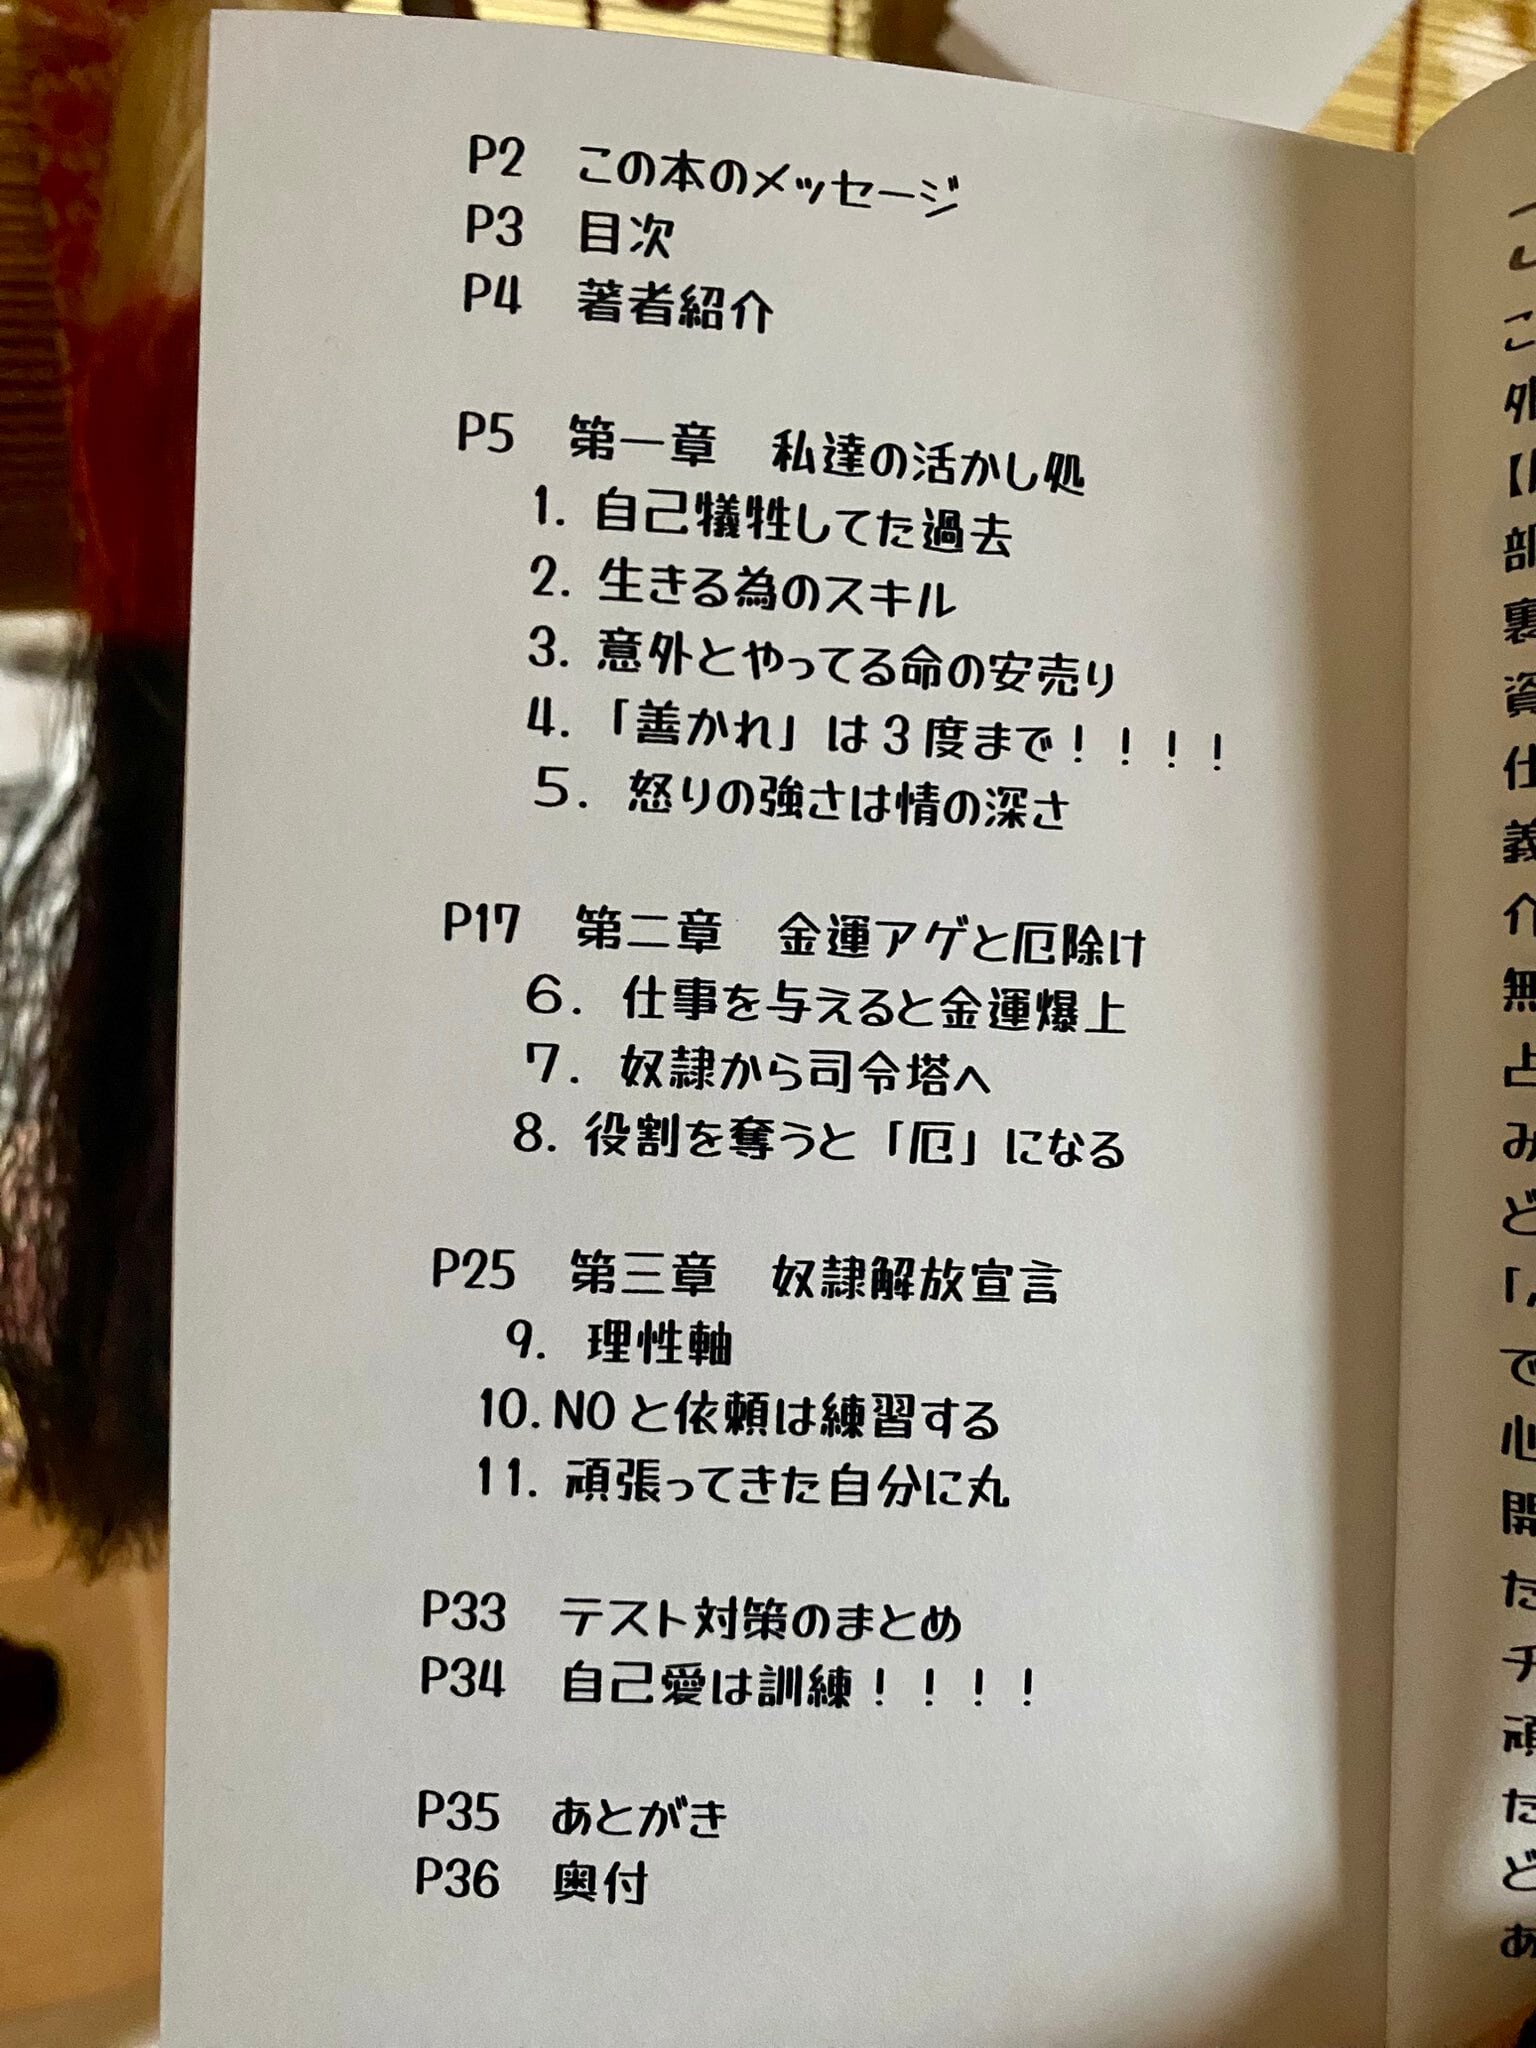 P2 この本のメッセージ
P3 目次
P4 著者紹介
P5 第一章 私達の活かし処
1. 自己犠牲してた過去
2. 生きる為のスキル
3. 意外とやってる命の安売り
4. 「善かれ」は3度まで！！！！
5. 怒りの強さは情の深さ
P17 第二章 金運アゲと厄除け
6. 仕事を与えると金運爆上
7. 奴隷から司令塔へ
8. 役割を奪うと「厄」になる
P25 第三章 奴隷解放宣言
9. 理性軸
10. NOと依頼は練習する
11. 頑張ってきた自分に丸
P33 テスト対策のまとめ
P34 自己愛は訓練！！！！
P35 あとがき
P36 奥付